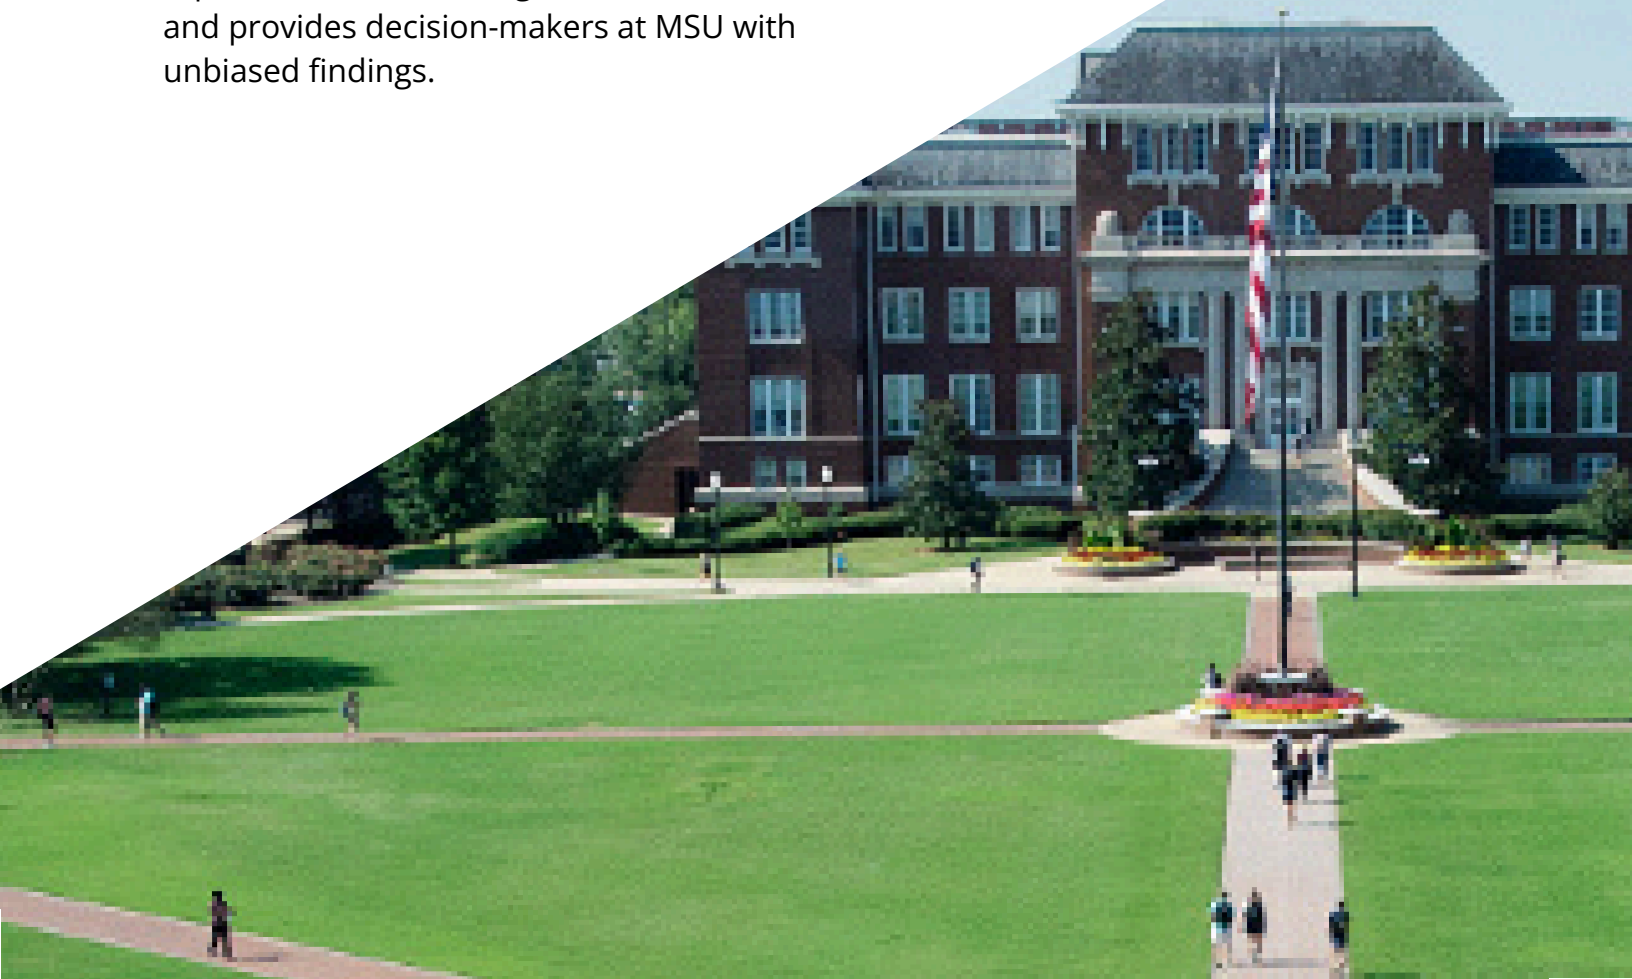 and provides decision-makers at MSU with
unbiased findings.